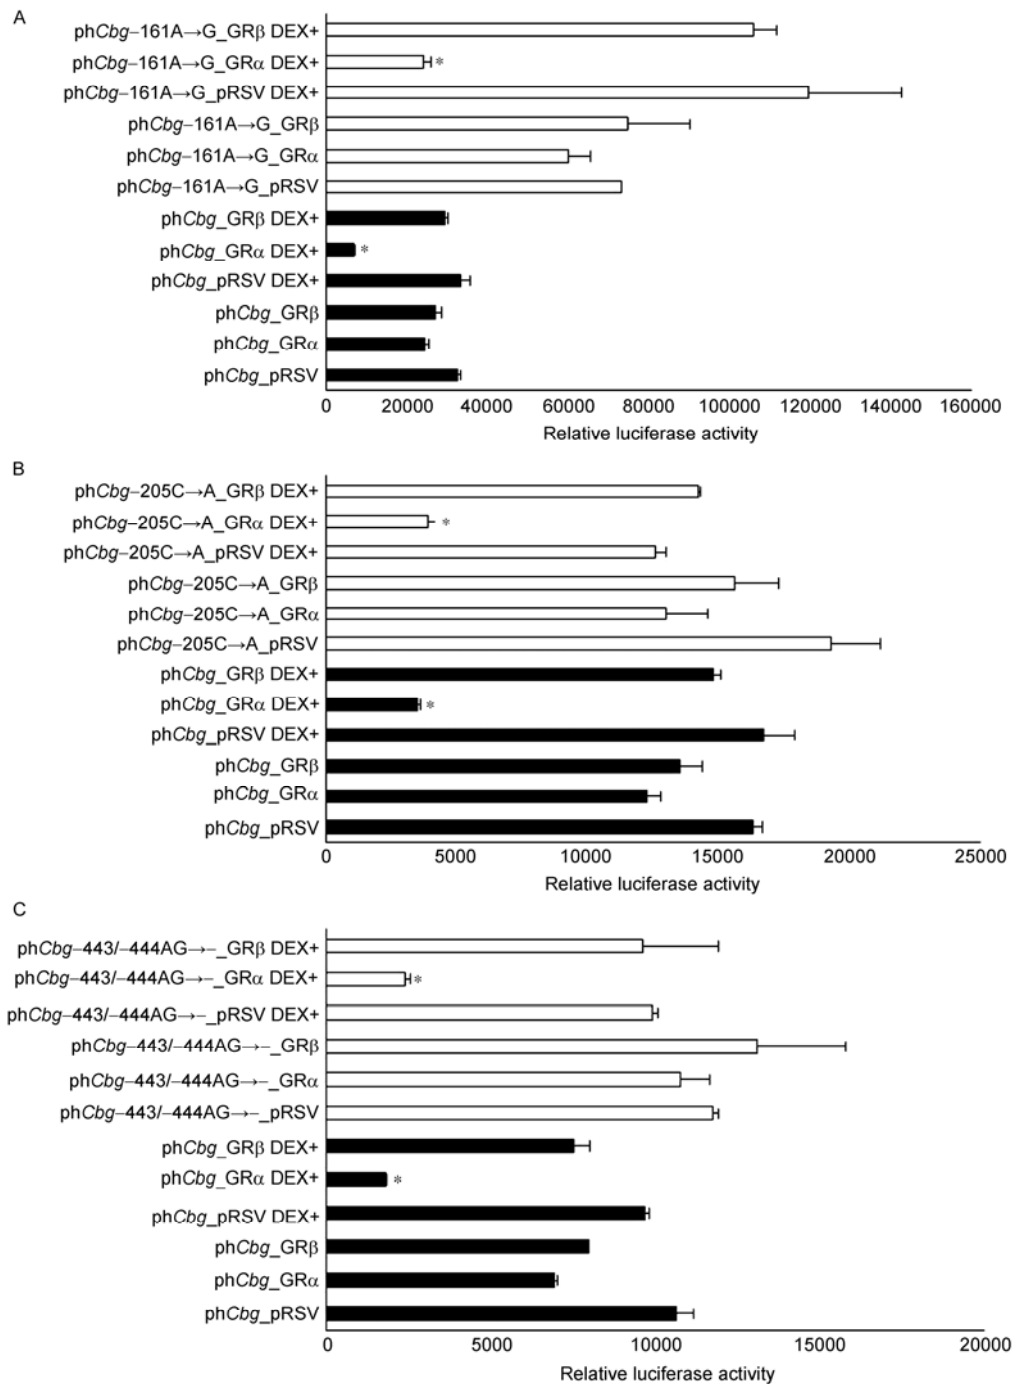 A
phCbg–161A→G_GRβ DEX+
phCbg–161A→G_GRα DEX+
*
phCbg–161A→G_pRSV DEX+
phCbg–161A→G_GRβ
phCbg–161A→G_GRα
phCbg–161A→G_pRSV
phCbg_GRβ DEX+
phCbg_GRα DEX+
*
phCbg_pRSV DEX+
phCbg_GRβ
phCbg_GRα
phCbg_pRSV
0 20000 40000 60000 80000 100000 120000 140000 160000
Relative luciferase activity
B
phCbg–205C→A_GRβ DEX+
phCbg–205C→A_GRα DEX+
*
phCbg–205C→A_pRSV DEX+
phCbg–205C→A_GRβ
phCbg–205C→A_GRα
phCbg–205C→A_pRSV
phCbg_GRβ DEX+
phCbg_GRα DEX+
*
phCbg_pRSV DEX+
phCbg_GRβ
phCbg_GRα
phCbg_pRSV
0 5000 10000 15000 20000 25000
Relative luciferase activity
C
phCbg–443/–444AG→–_GRβ DEX+
phCbg–443/–444AG→–_GRα DEX+
*
phCbg–443/–444AG→–_pRSV DEX+
phCbg–443/–444AG→–_GRβ
phCbg–443/–444AG→–_GRα
phCbg–443/–444AG→–_pRSV
phCbg_GRβ DEX+
phCbg_GRα DEX+
*
phCbg_pRSV DEX+
phCbg_GRβ
phCbg_GRα
phCbg_pRSV
0 5000 10000 15000 20000
Relative luciferase activity